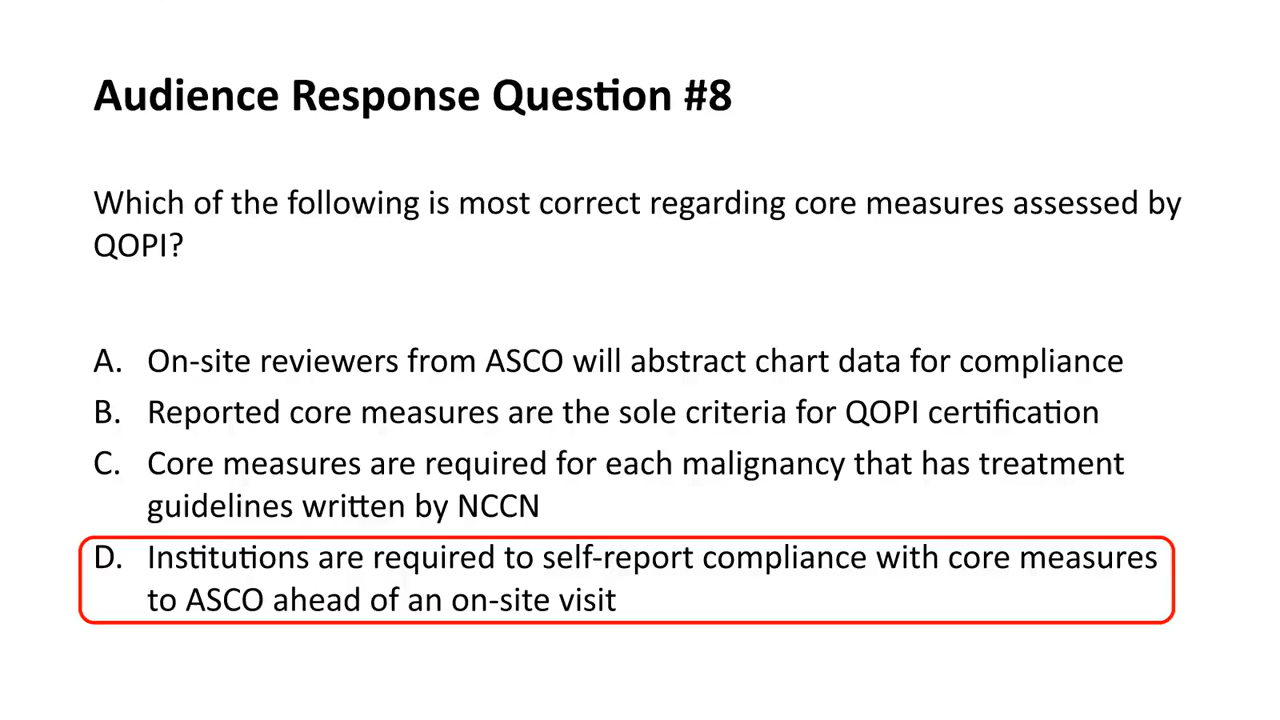 Audience Response Question #8
Which of the following is most correct regarding core measures assessed by
QOPI?
A. On-site reviewers from ASCO will abstract chart data for compliance
B. Reported core measures are the sole criteria for QOPI certification
C. Core measures are required for each malignancy that has treatment
guidelines written by NCCN
D. Institutions are required to self-report compliance with core measures
to ASCO ahead of an on-site visit